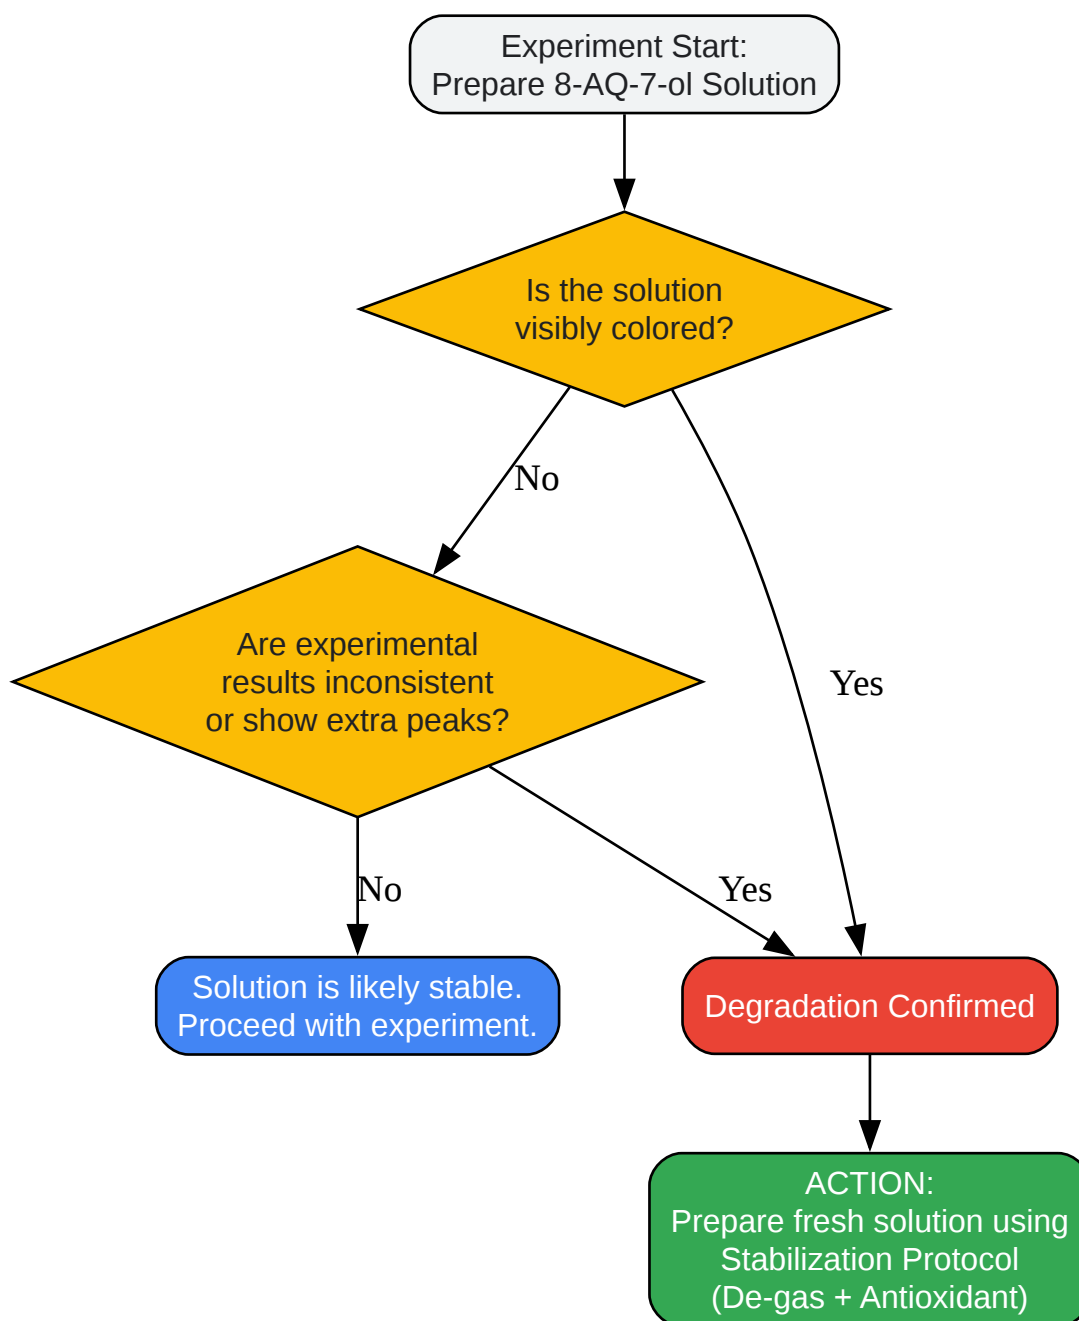 Experiment Start:
Prepare 8-AQ-7-ol Solution
Is the solution
visibly colored?
No
Yes
Are experimental
results inconsistent
or show extra peaks?
No
Yes
Solution is likely stable.
Proceed with experiment.
Degradation Confirmed
ACTION:
Prepare fresh solution using
Stabilization Protocol
(De-gas + Antioxidant)